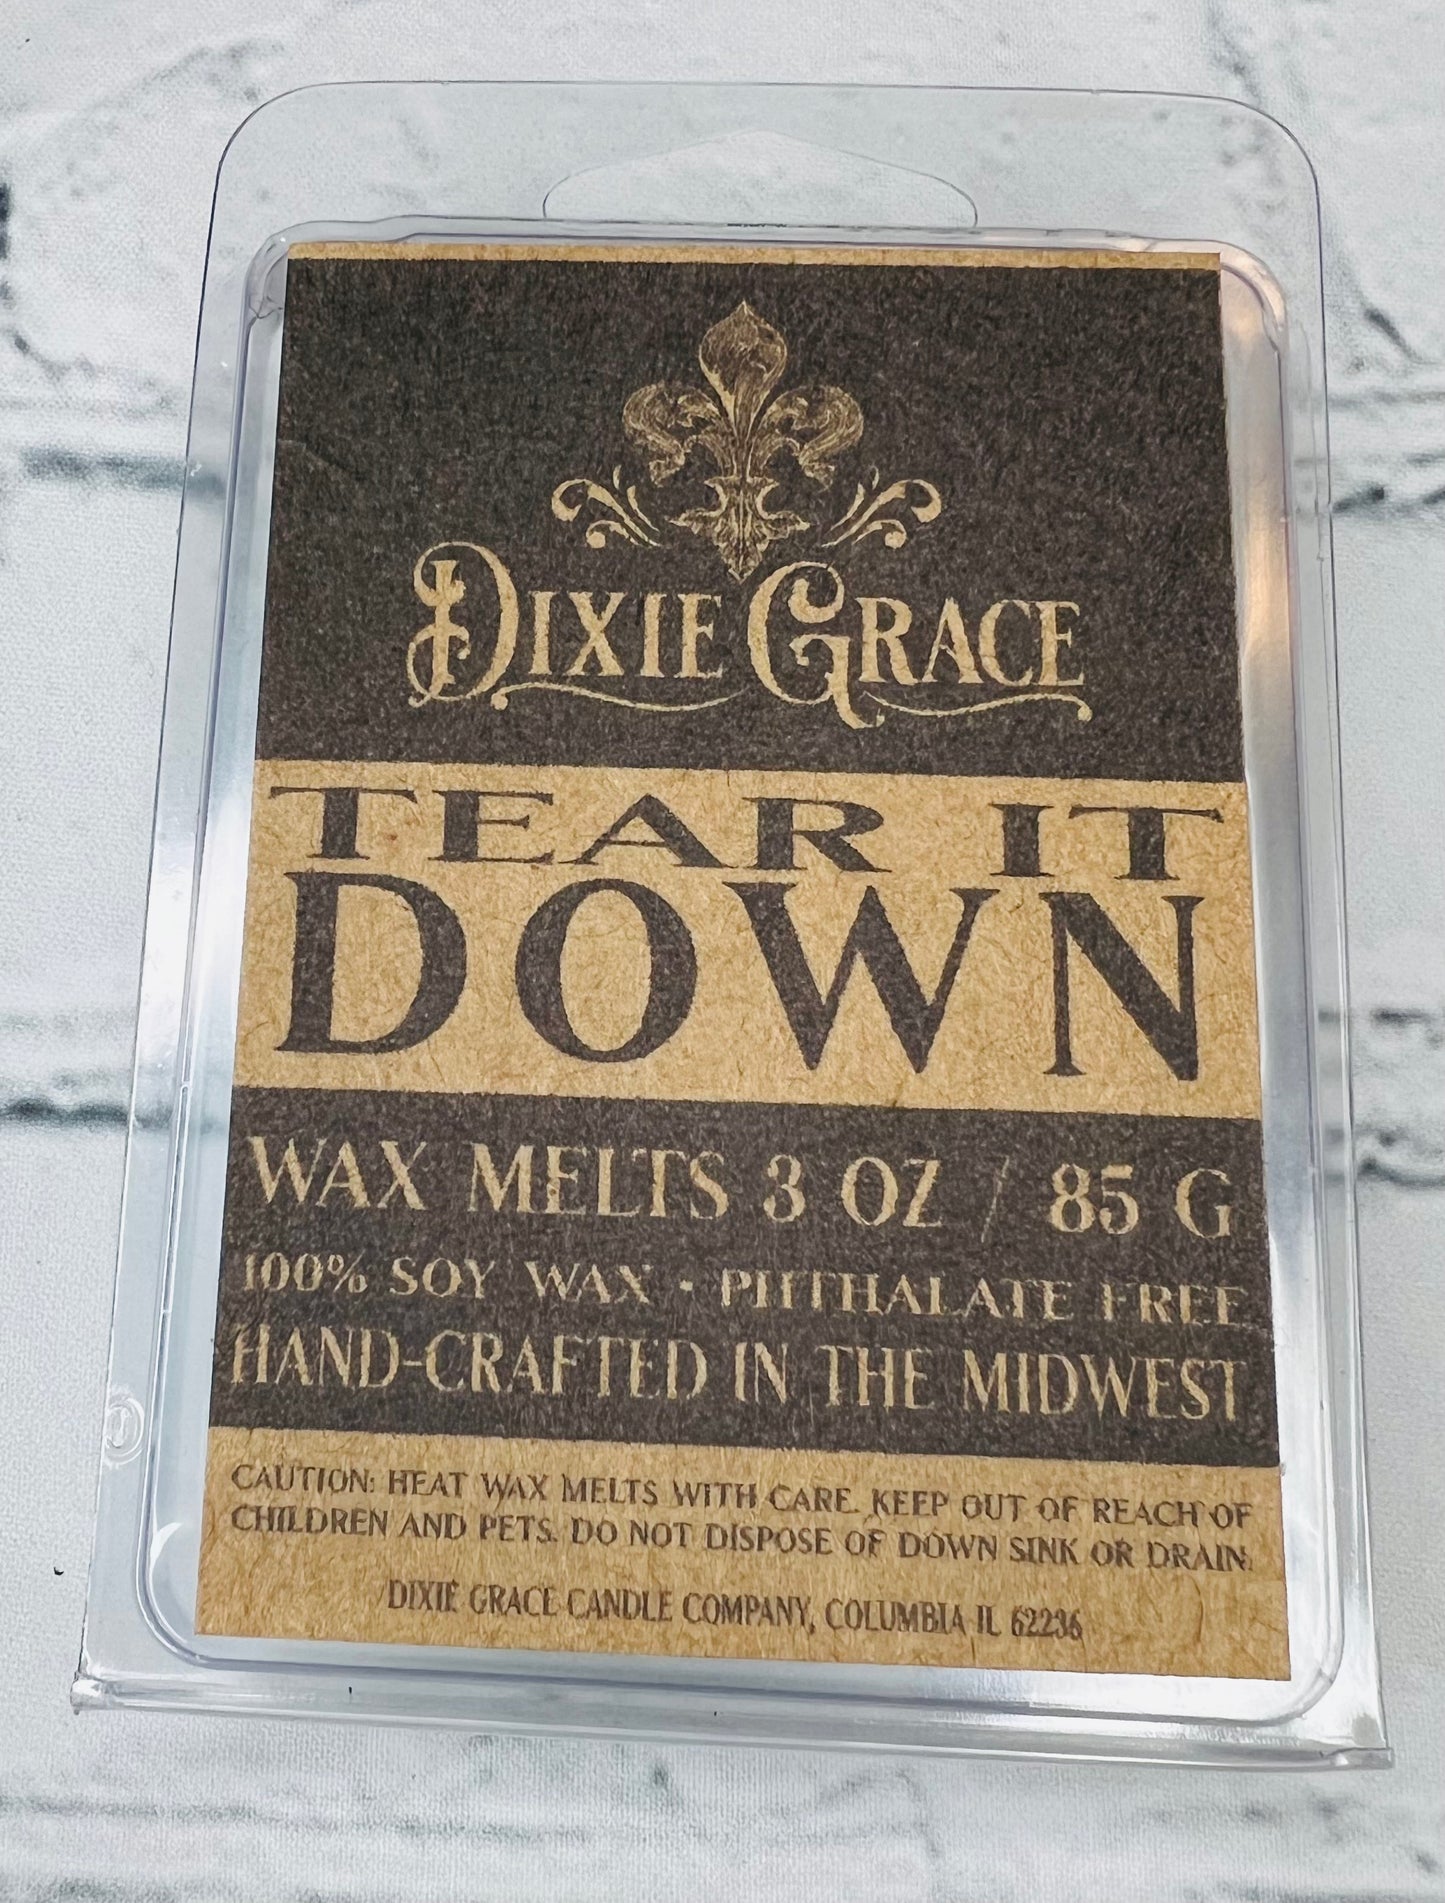 DIXIE GRACE
TEAR IT
DOWN
WAX MELTS 3 OZ / 85 G
100% SOY WAX • PHTHALATE FREE
HAND-CRAFTED IN THE MIDWEST
CAUTION: HEAT WAX MELTS WITH CARE. KEEP OUT OF REACH OF
CHILDREN AND PETS. DO NOT DISPOSE OF DOWN SINK OR DRAIN.
DIXIE GRACE CANDLE COMPANY, COLUMBIA IL 62236